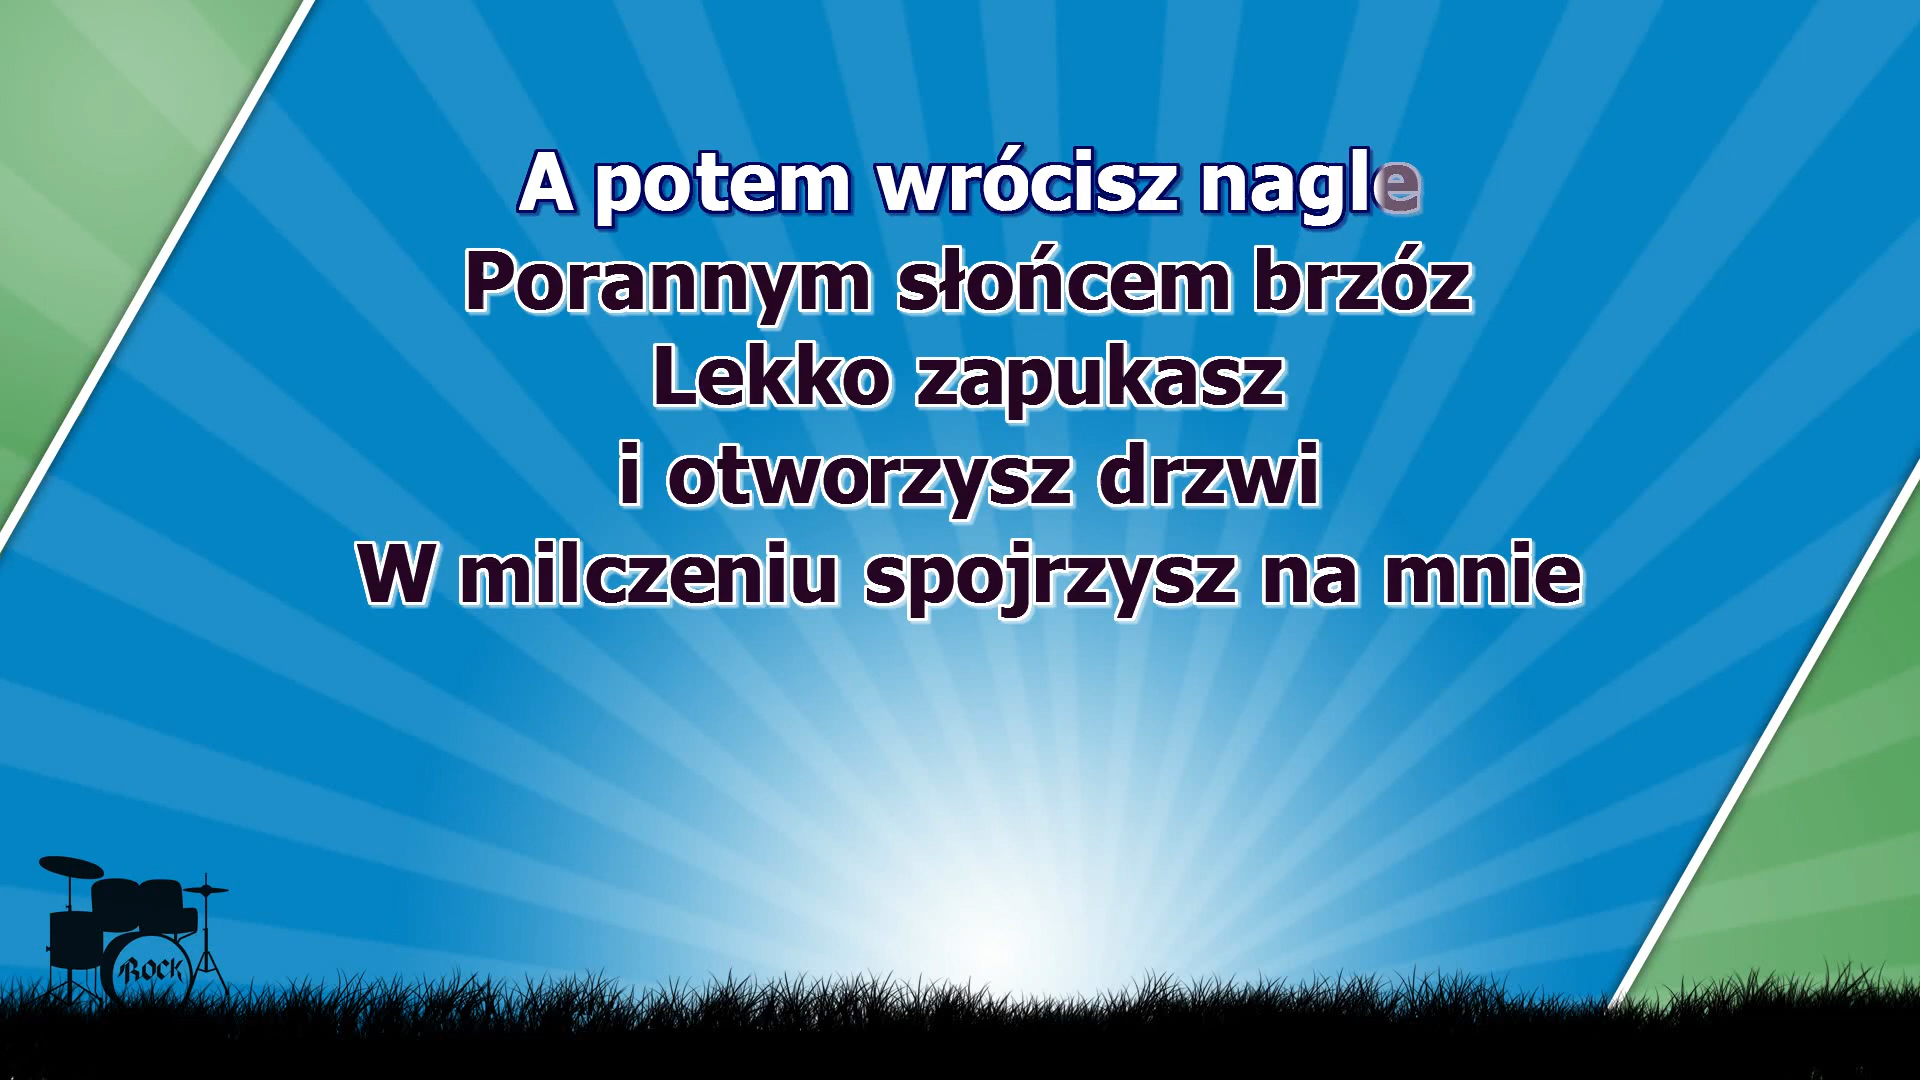 A potem wrócisz nagle
Porannym słońcem brzóz
Lekko zapukasz
i otworzysz drzwi
W milczeniu spojrzysz na mnie
ROCK